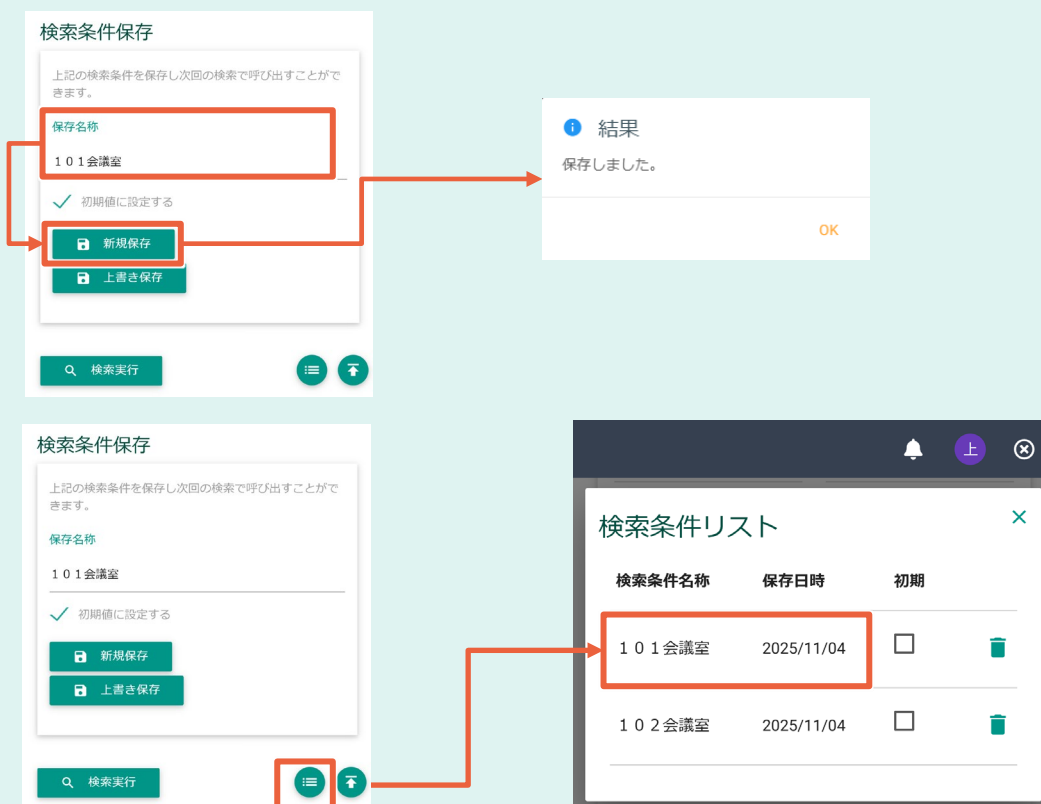 検索条件保存
上記の検索条件を保存し次回の検索で呼び出すことがで
きます。
保存名称
１０１会議室
初期値に設定する
新規保存
上書き保存
検索実行
結果
保存しました。
OK
検索条件保存
上記の検索条件を保存し次回の検索で呼び出すことがで
きます。
保存名称
１０１会議室
初期値に設定する
新規保存
上書き保存
検索実行
上
検索条件リスト
検索条件名称 保存日時 初期
１０１会議室 2025/11/04
１０２会議室 2025/11/04